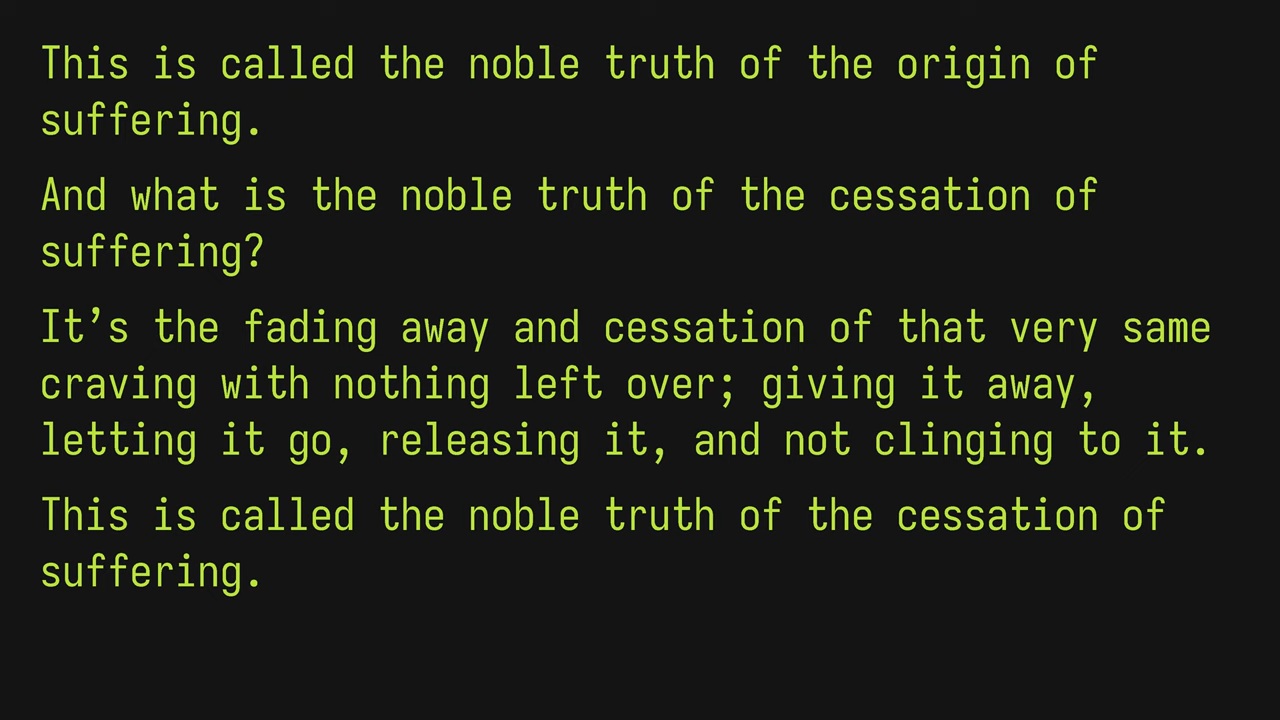 This is called the noble truth of the origin of
suffering.
And what is the noble truth of the cessation of
suffering?
It’s the fading away and cessation of that very same
craving with nothing left over; giving it away,
letting it go, releasing it, and not clinging to it.
This is called the noble truth of the cessation of
suffering.